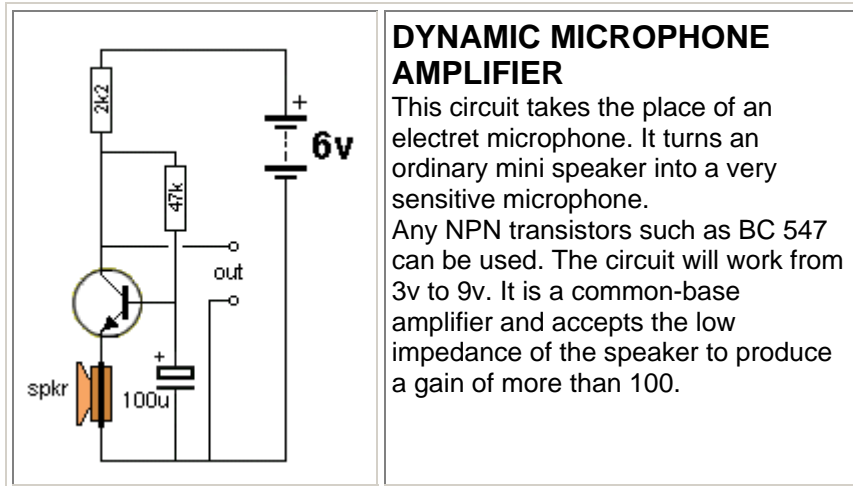 2k2
+
6v
47k
out
+
spkr
100u
DYNAMIC MICROPHONE
AMPLIFIER
This circuit takes the place of an
electret microphone. It turns an
ordinary mini speaker into a very
sensitive microphone.
Any NPN transistors such as BC 547
can be used. The circuit will work from
3v to 9v. It is a common-base
amplifier and accepts the low
impedance of the speaker to produce
a gain of more than 100.